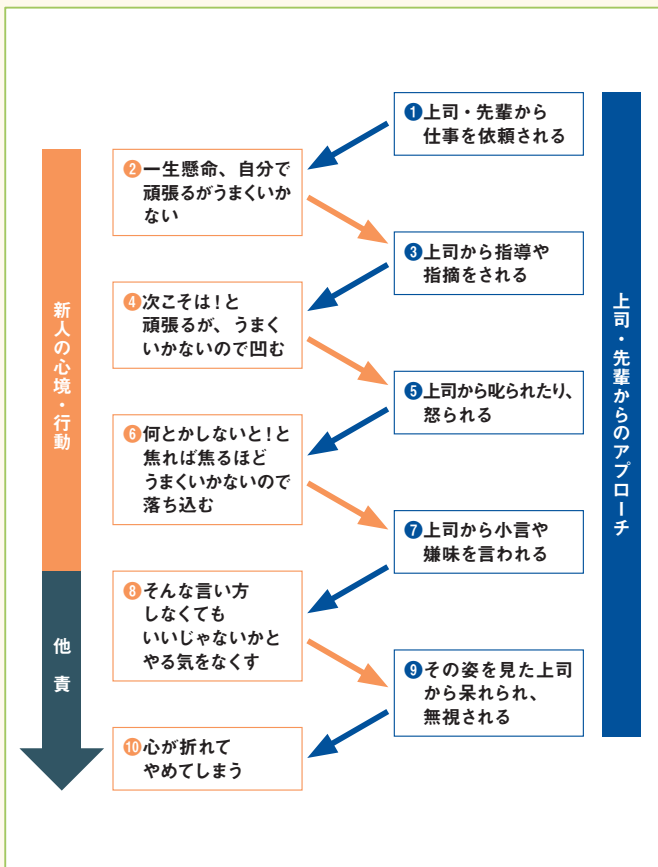 ❶上司・先輩から
仕事を依頼される
❷一生懸命、自分で
頑張るがうまくいか
ない
❸上司から指導や
指摘をされる
❹次こそは！と
頑張るが、うまく
いかないので凹む
❺上司から叱られたり、
怒られる
❻何とかしないと！と
焦れば焦るほど
うまくいかないので
落ち込む
❼上司から小言や
嫌味を言われる
❽そんな言い方
しなくても
いいじゃないかと
やる気をなくす
❾その姿を見た上司
から呆れられ、
無視される
❿心が折れて
やめてしまう
新人の心境・行動
他責
上司・先輩からのアプローチ